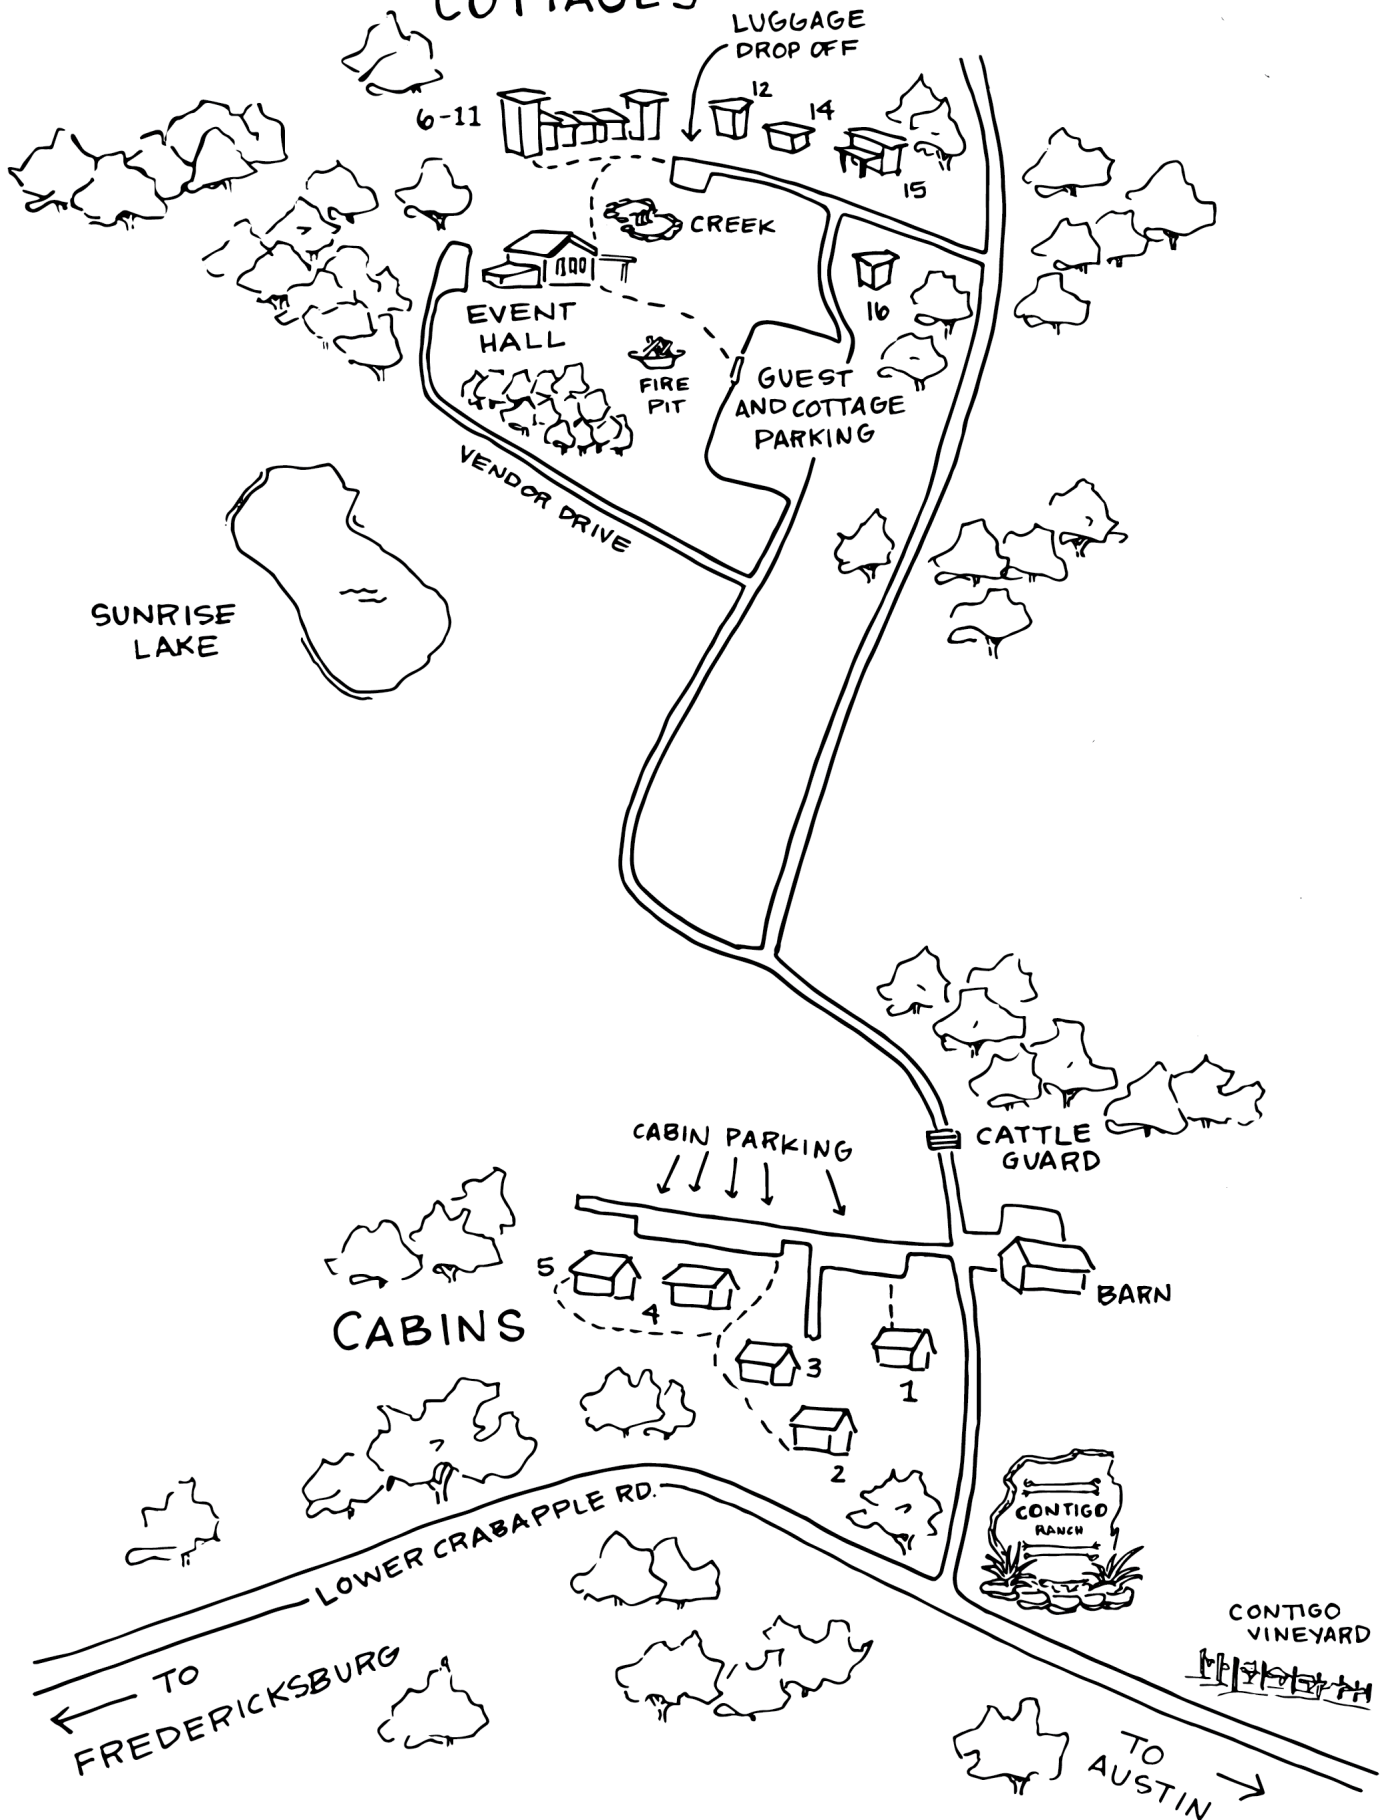 COTTAGES
LUGGAGE
DROP OFF
6-11
12
14
15
CREEK
16
EVENT
HALL
FIRE
PIT
GUEST
AND COTTAGE
PARKING
VENDOR DRIVE
SUNRISE
LAKE
CATTLE
GUARD
CABIN PARKING
5
4
BARN
CABINS
3
1
2
CONTIGO
RANCH
LOWER CRABAPPLE RD.
CONTIGO
VINEYARD
TO
FREDERICKSBURG
TO
AUSTIN